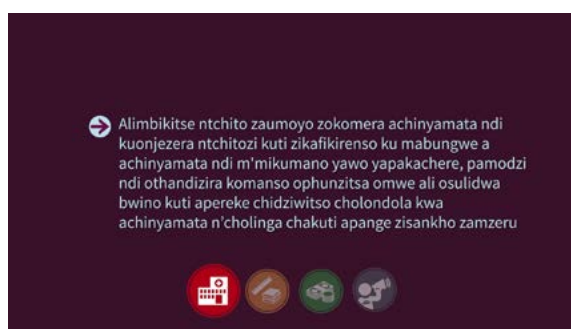 Alimbikitse ntchito zaumoyo zokomera achinyamata ndi
kuonjezera ntchitozi kuti zikafikirenso ku mabungwe a
achinyamata ndi m'mikumano yawo yapakachere, pamodzi
ndi othandizira komanso ophunzitsa omwe ali osulidwa
bwino kuti apereke chidziwitso cholondola kwa
achinyamata n'cholinga chakuti apange zisankho zamzeru